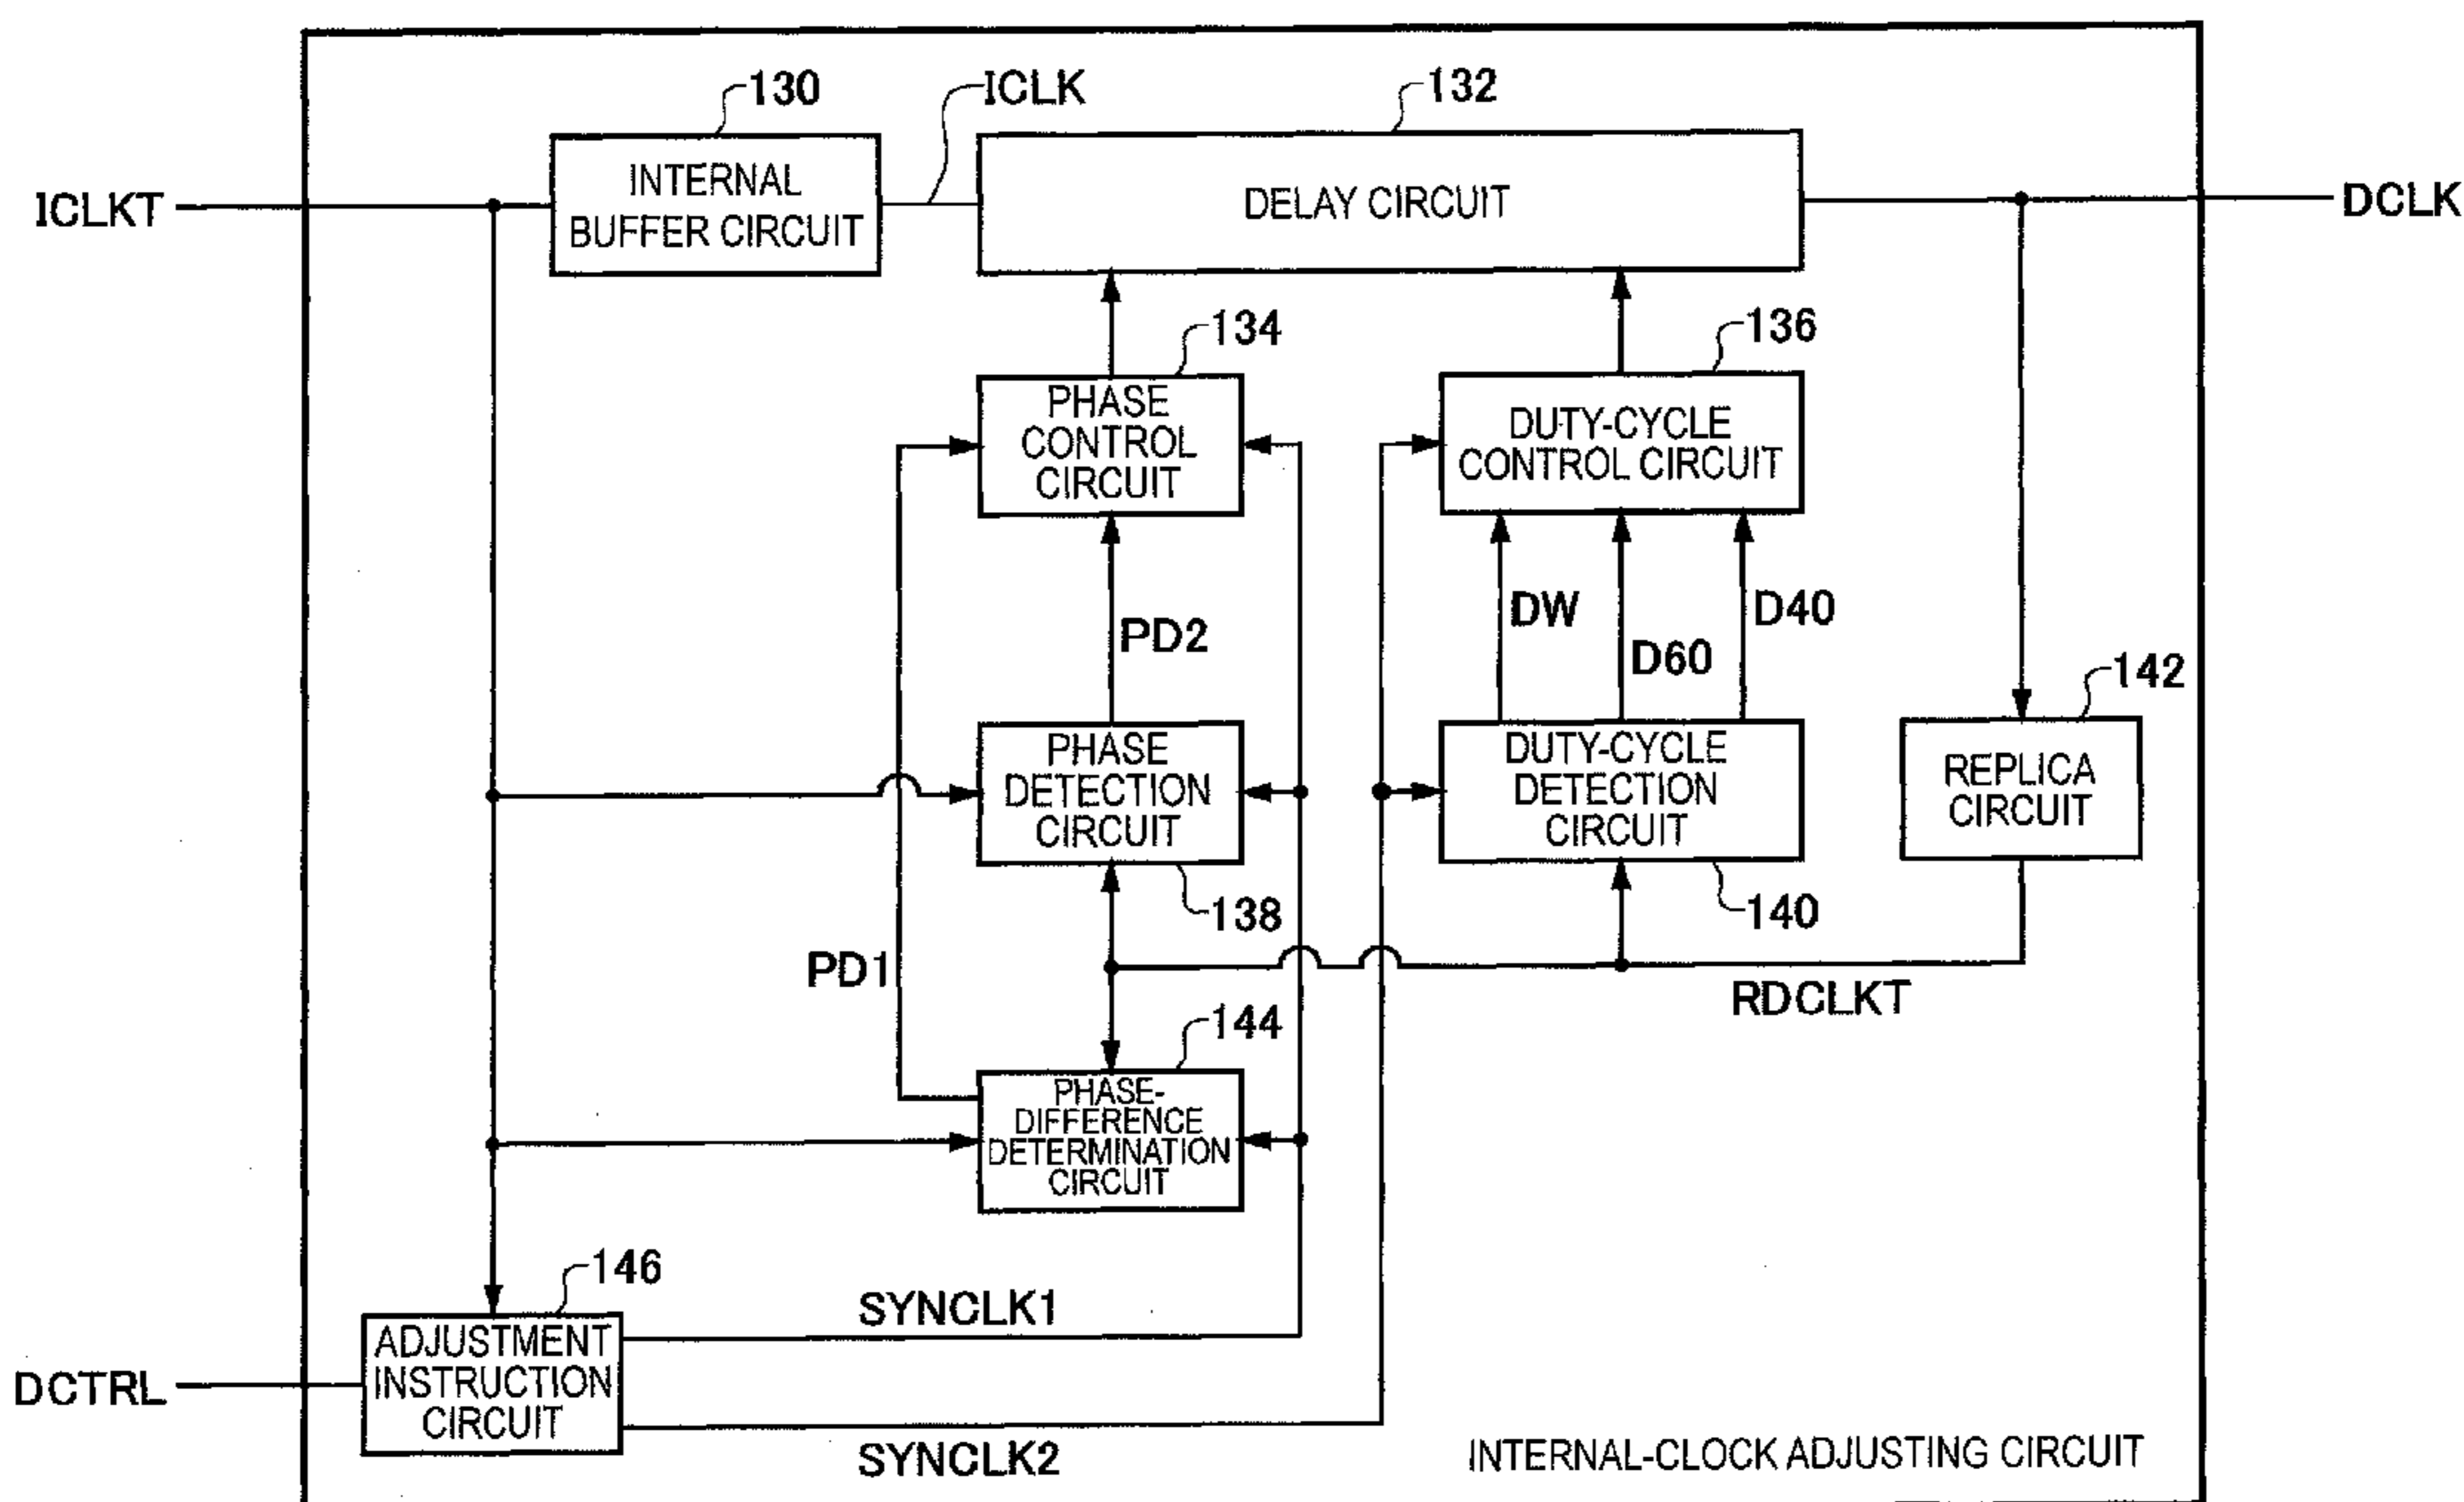 130
ICLK
132
ICLKT
INTERNAL
BUFFER CIRCUIT
DELAY CIRCUIT
DCLK
134
136
PHASE
CONTROL
CIRCUIT
DUTY-CYCLE
CONTROL CIRCUIT
PD2
DW
D60
D40
142
PHASE
DETECTION
CIRCUIT
DUTY-CYCLE
DETECTION
CIRCUIT
REPLICA
CIRCUIT
138
140
PD1
RDCLKT
144
PHASE-
DIFFERENCE
DETERMINATION
CIRCUIT
146
SYNCLK1
ADJUSTMENT
INSTRUCTION
CIRCUIT
DCTRL
SYNCLK2
INTERNAL-CLOCK ADJUSTING CIRCUIT